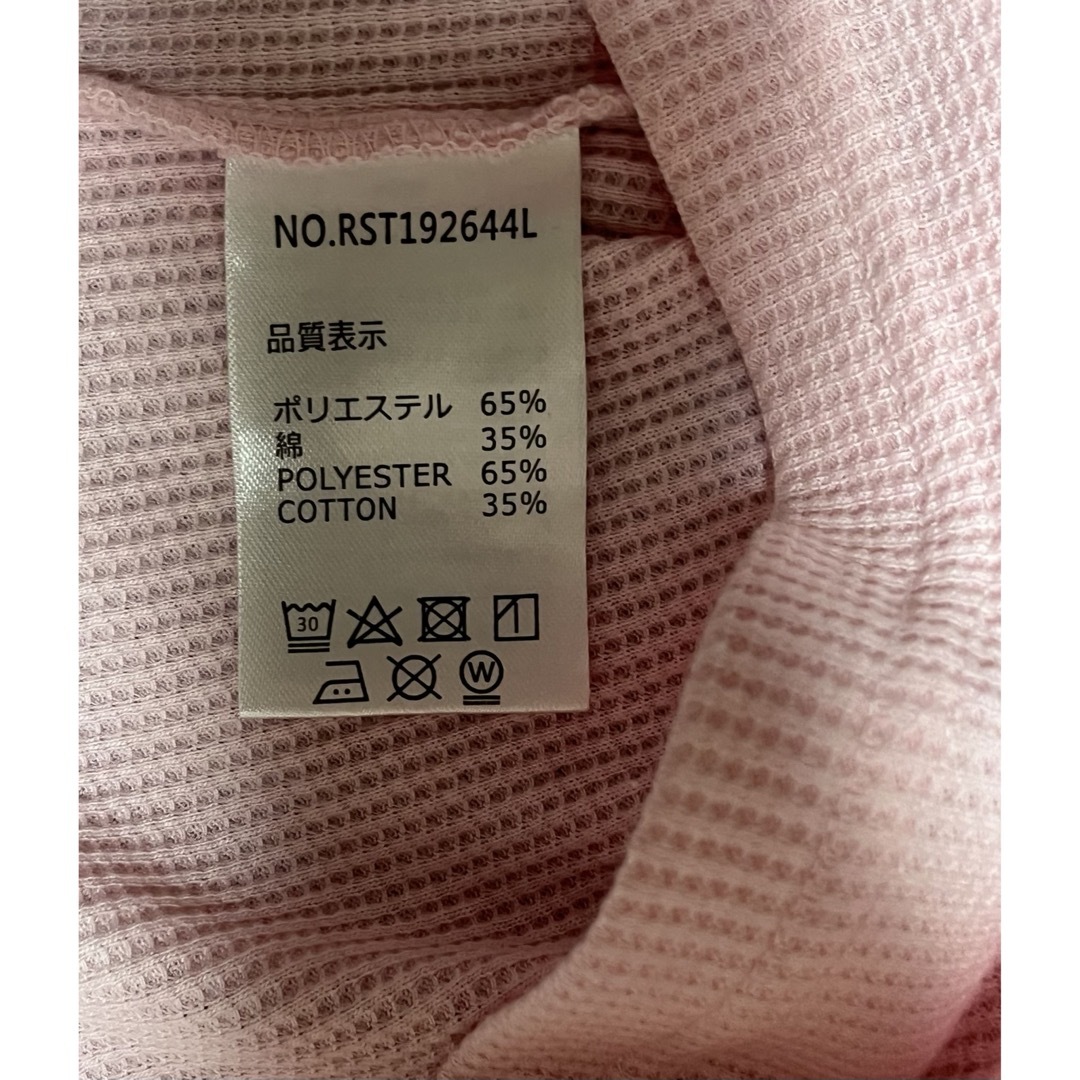 NO.RST192644L
品質表示
ポリエステル 65%
綿 35%
POLYESTER 65%
COTTON 35%
30
W